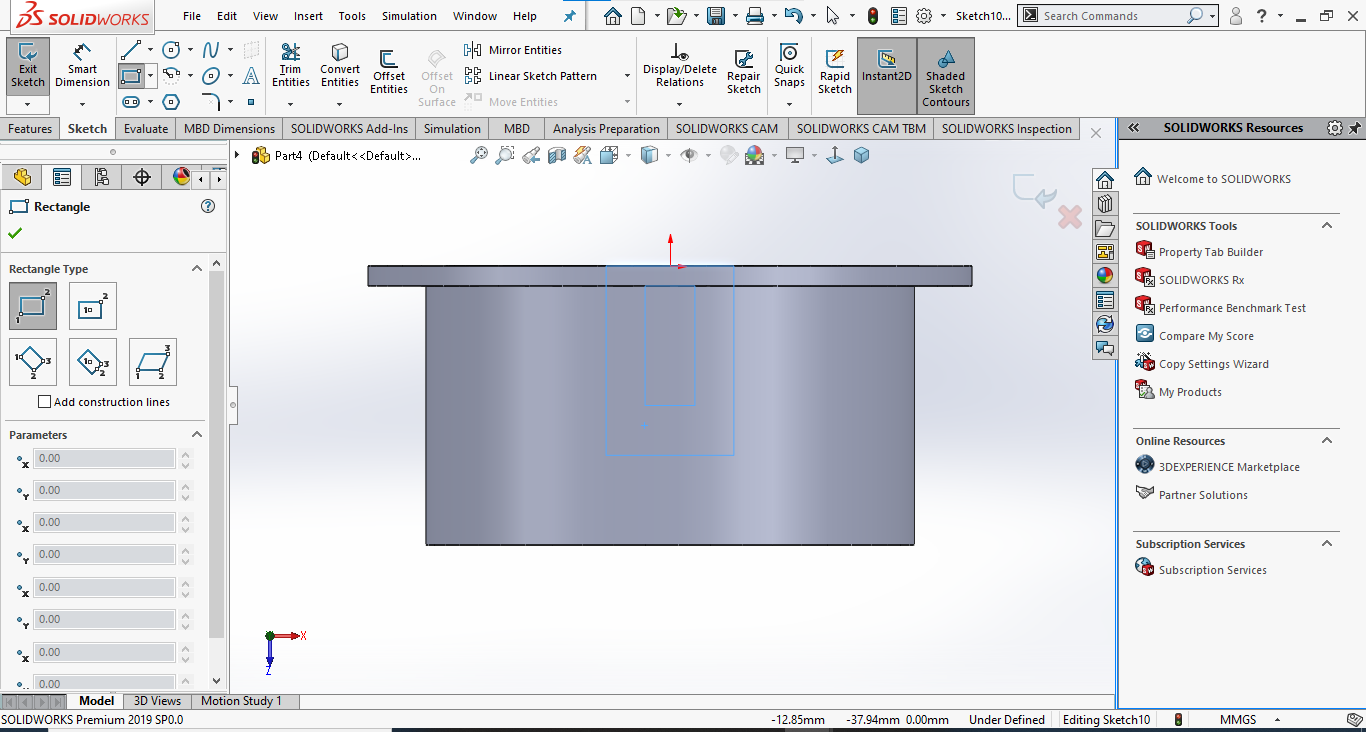 SOLIDWORKS File Edit View Insert Tools Simulation Window Help Sketch10... Search Commands ?
Exit Sketch
Smart Dimension
Trim Entities
Convert Entities
Offset Entities
Offset On Surface
Mirror Entities
Linear Sketch Pattern
Move Entities
Display/Delete Relations
Repair Sketch
Quick Snaps
Rapid Sketch
Instant2D
Shaded Sketch Contours
Features Sketch Evaluate MBD Dimensions SOLIDWORKS Add-Ins Simulation MBD Analysis Preparation SOLIDWORKS CAM SOLIDWORKS CAM TBM SOLIDWORKS Inspection
Part4 (Default<<Default>...
Rectangle
Rectangle Type
Add construction lines
Parameters
X 0.00
Y 0.00
X 0.00
Y 0.00
X 0.00
Y 0.00
X 0.00
0.00
X
Z
SOLIDWORKS Resources
Welcome to SOLIDWORKS
SOLIDWORKS Tools
Property Tab Builder
SOLIDWORKS Rx
Performance Benchmark Test
Compare My Score
Copy Settings Wizard
My Products
Online Resources
3DEXPERIENCE Marketplace
Partner Solutions
Subscription Services
Subscription Services
Model 3D Views Motion Study 1
SOLIDWORKS Premium 2019 SP0.0 -12.85mm -37.94mm 0.00mm Under Defined Editing Sketch10 MMGS